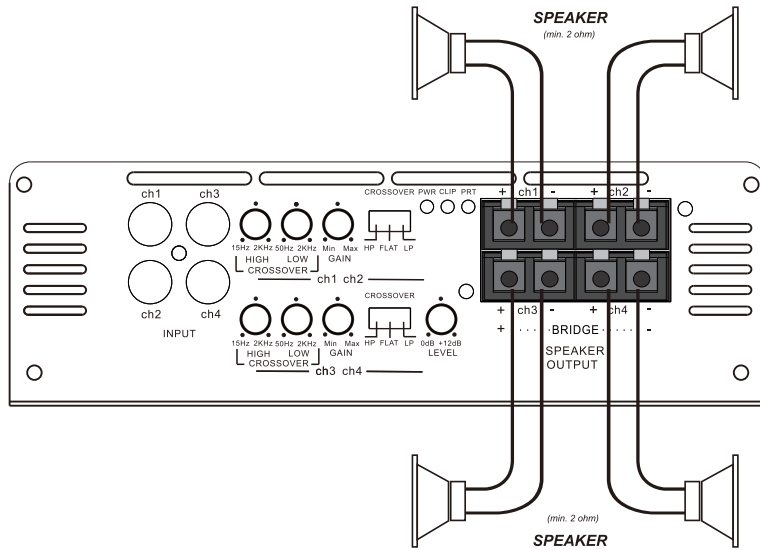 SPEAKER
(min. 2 ohm)
ch1 ch3
CROSSOVER PWR CLIP PRT
+ ch1 - + ch2 -
15Hz 2KHz 50Hz 2KHz Min Max HP FLAT LP
HIGH LOW GAIN
CROSSOVER
ch1 ch2
ch2 ch4
INPUT
CROSSOVER
15Hz 2KHz 50Hz 2KHz Min Max HP FLAT LP 0dB +12dB
HIGH LOW GAIN LEVEL
CROSSOVER
ch3 ch4
+ ch3 - + ch4 -
+ ·····BRIDGE····· -
SPEAKER
OUTPUT
(min. 2 ohm)
SPEAKER